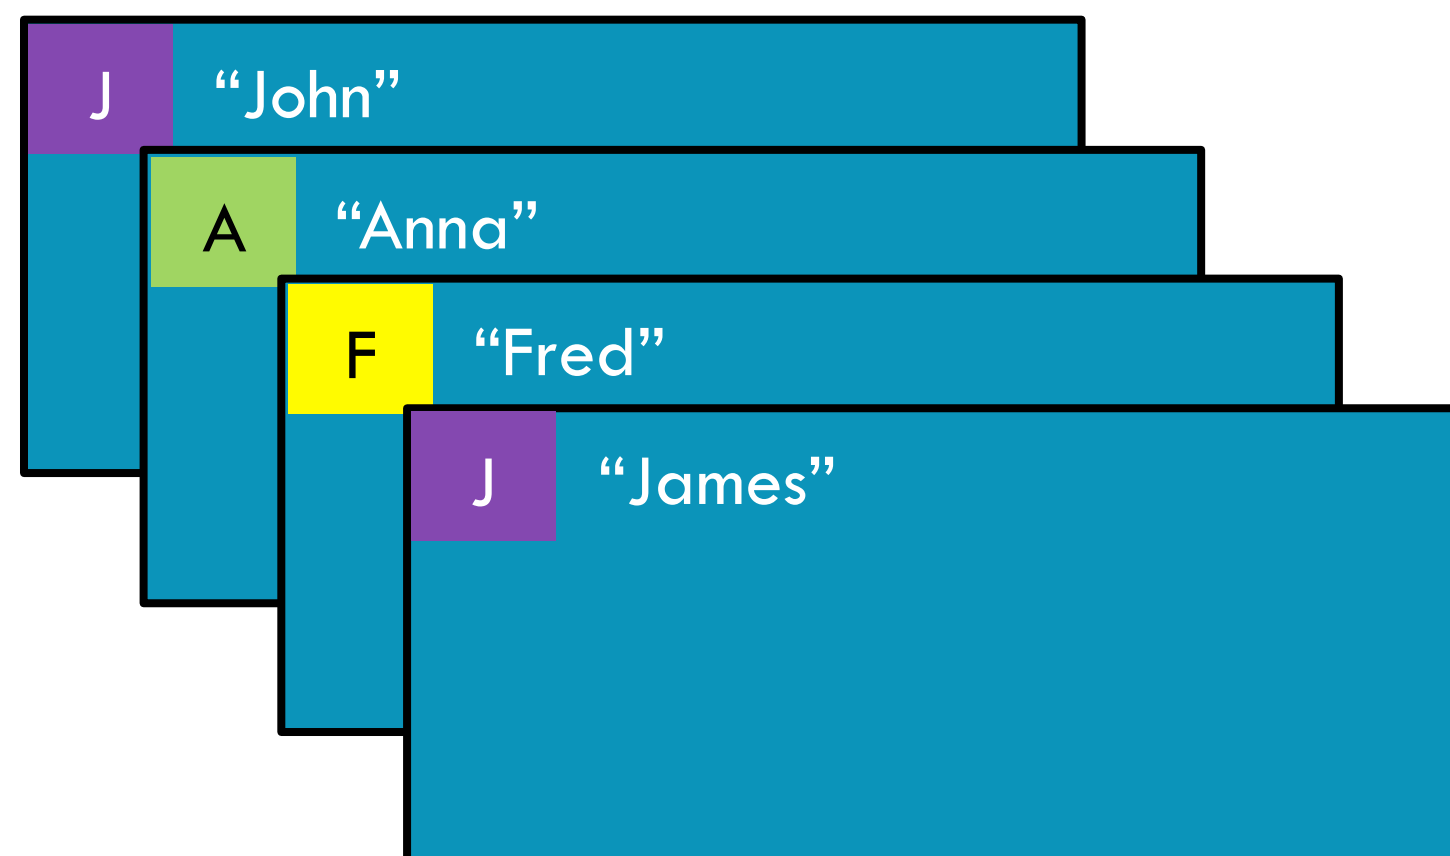 J “John”
A “Anna”
F “Fred”
J “James”